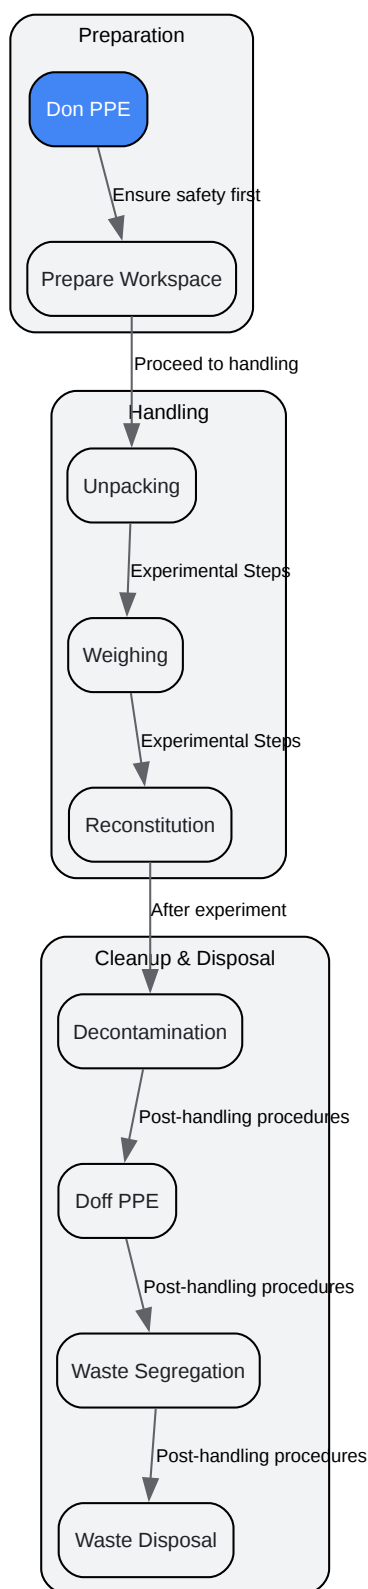 Preparation
Don PPE
Ensure safety first
Prepare Workspace
Proceed to handling
Handling
Unpacking
Experimental Steps
Weighing
Experimental Steps
Reconstitution
After experiment
Cleanup & Disposal
Decontamination
Post-handling procedures
Doff PPE
Post-handling procedures
Waste Segregation
Post-handling procedures
Waste Disposal